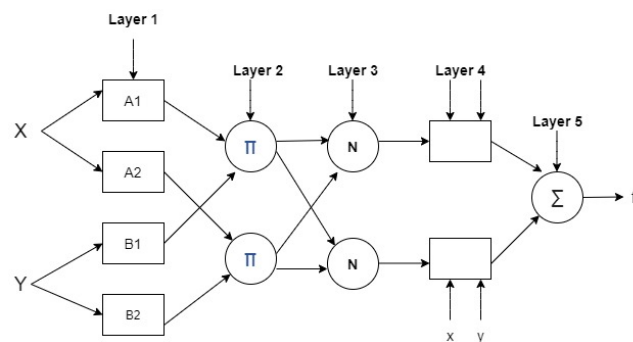 Layer 1
Layer 2
Layer 3
Layer 4
Layer 5
X
A1
A2
Y
B1
B2
Π
Π
N
N
Σ
x
y